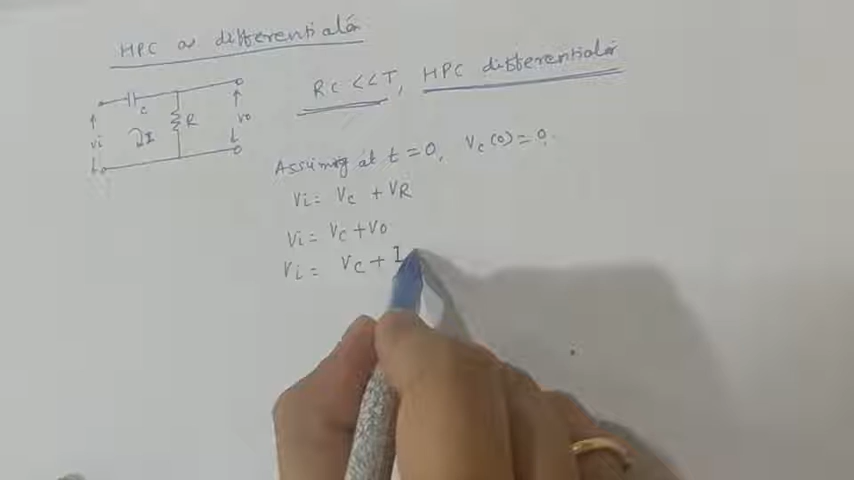 HPC as differentiator
C
R
I
Vi
Vo
RC << T, HPC differentiator
Assuming at t = 0, Vc(0) = 0.
Vi = Vc + VR
Vi = Vc + Vo
Vi = Vc + I